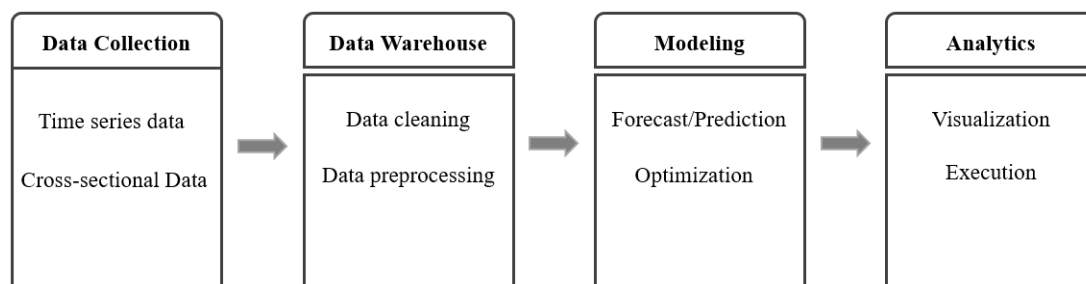 Data Collection
Time series data
Cross-sectional Data
Data Warehouse
Data cleaning
Data preprocessing
Modeling
Forecast/Prediction
Optimization
Analytics
Visualization
Execution